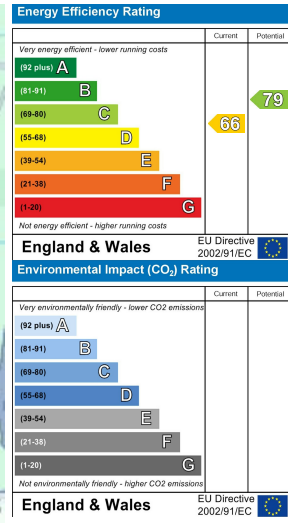 Energy Efficiency Rating
Current Potential
Very energy efficient - lower running costs
(92 plus) A
(81-91) B
(69-80) C
(55-68) D
(39-54) E
(21-38) F
(1-20) G
66
79
Not energy efficient - higher running costs
England & Wales
EU Directive
2002/91/EC
Environmental Impact (CO₂) Rating
Current Potential
Very environmentally friendly - lower CO2 emissions
(92 plus) A
(81-91) B
(69-80) C
(55-68) D
(39-54) E
(21-38) F
(1-20) G
Not environmentally friendly - higher CO2 emissions
England & Wales
EU Directive
2002/91/EC